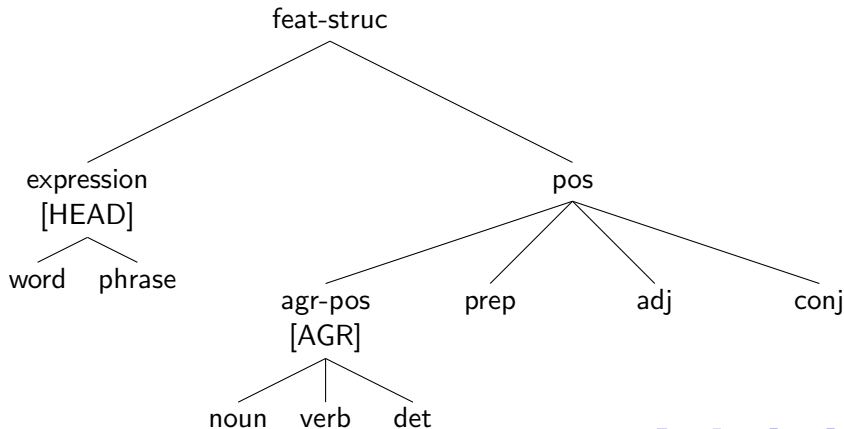 feat-struc
expression pos
[HEAD]
word phrase
agr-pos prep adj conj
[AGR]
noun verb det